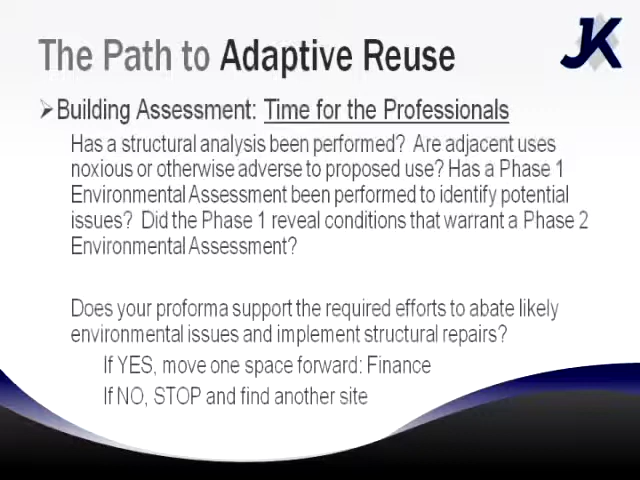 JK
The Path to Adaptive Reuse
➢Building Assessment: Time for the Professionals
Has a structural analysis been performed? Are adjacent uses
noxious or otherwise adverse to proposed use? Has a Phase 1
Environmental Assessment been performed to identify potential
issues? Did the Phase 1 reveal conditions that warrant a Phase 2
Environmental Assessment?
Does your proforma support the required efforts to abate likely
environmental issues and implement structural repairs?
If YES, move one space forward: Finance
If NO, STOP and find another site